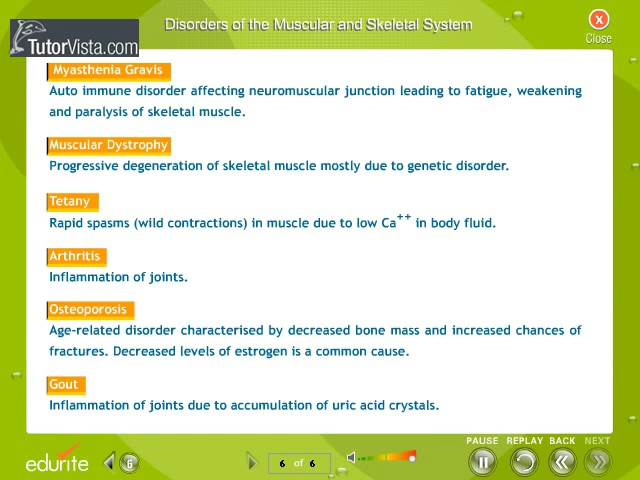 Disorders of the Muscular and Skeletal System
Close
TutorVista.com
Myasthenia Gravis
Auto immune disorder affecting neuromuscular junction leading to fatigue, weakening
and paralysis of skeletal muscle.
Muscular Dystrophy
Progressive degeneration of skeletal muscle mostly due to genetic disorder.
Tetany
Rapid spasms (wild contractions) in muscle due to low Ca++ in body fluid.
Arthritis
Inflammation of joints.
Osteoporosis
Age-related disorder characterised by decreased bone mass and increased chances of
fractures. Decreased levels of estrogen is a common cause.
Gout
Inflammation of joints due to accumulation of uric acid crystals.
PAUSE REPLAY BACK NEXT
edurite 6 6 of 6